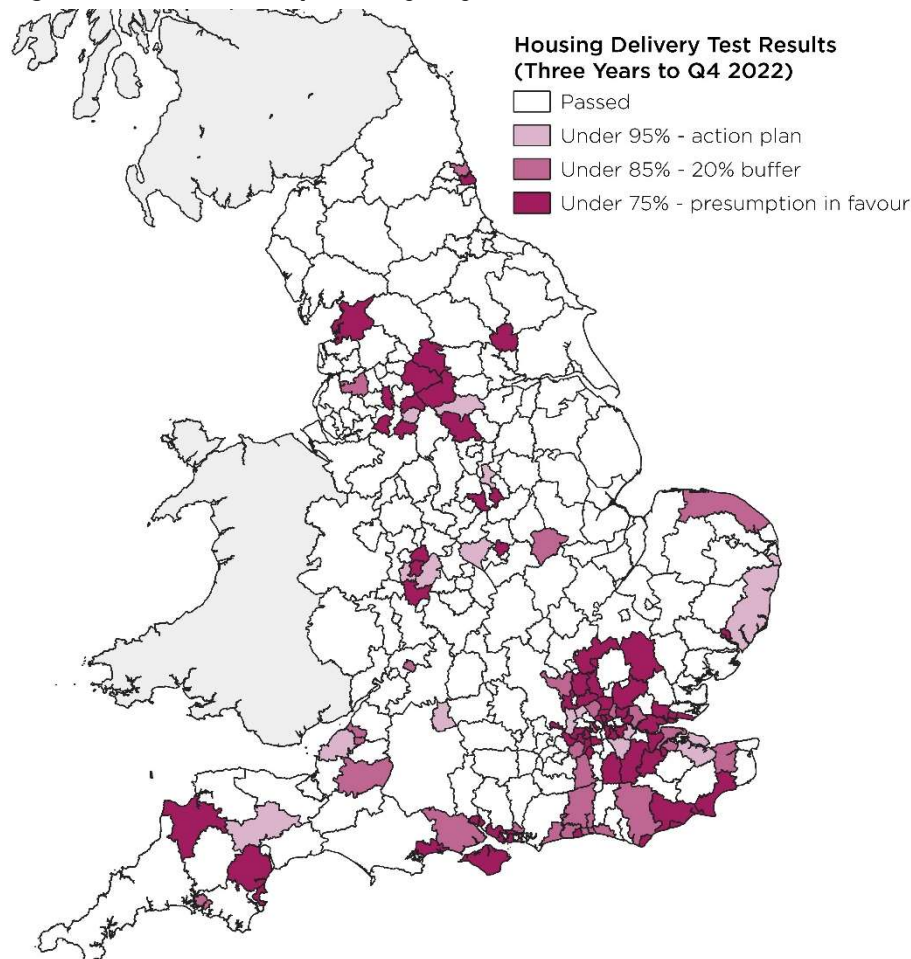 Housing Delivery Test Results
(Three Years to Q4 2022)
Passed
Under 95% - action plan
Under 85% - 20% buffer
Under 75% - presumption in favour